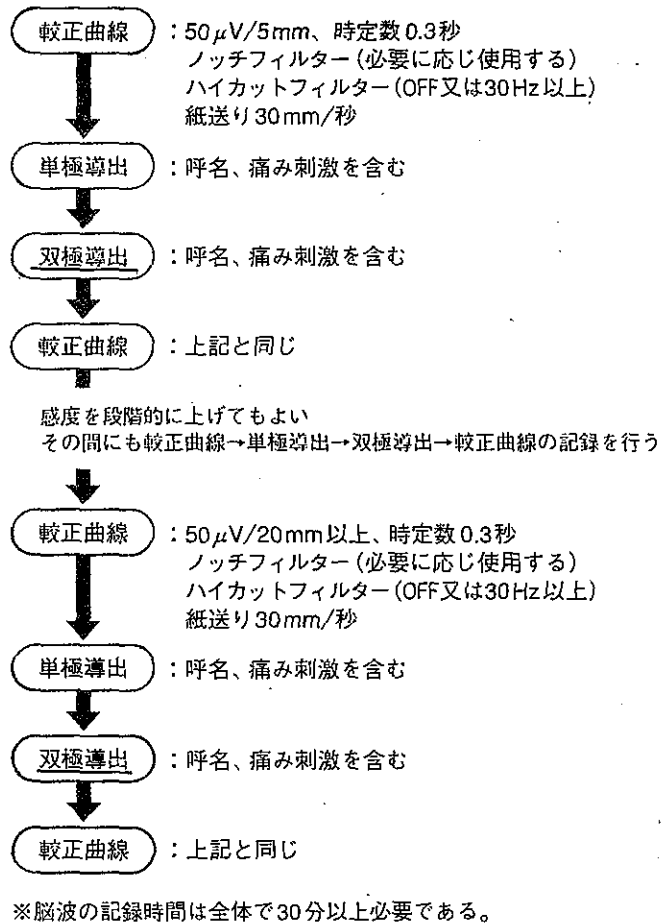 較正曲線：50μV/5mm、時定数0.3秒
ノッチフィルター（必要に応じ使用する）
ハイカットフィルター（OFF又は30Hz以上）
紙送り30mm/秒
単極導出：呼名、痛み刺激を含む
双極導出：呼名、痛み刺激を含む
較正曲線：上記と同じ
感度を段階的に上げてもよい
その間にも較正曲線→単極導出→双極導出→較正曲線の記録を行う
較正曲線：50μV/20mm以上、時定数0.3秒
ノッチフィルター（必要に応じ使用する）
ハイカットフィルター（OFF又は30Hz以上）
紙送り30mm/秒
単極導出：呼名、痛み刺激を含む
双極導出：呼名、痛み刺激を含む
較正曲線：上記と同じ
※脳波の記録時間は全体で30分以上必要である。